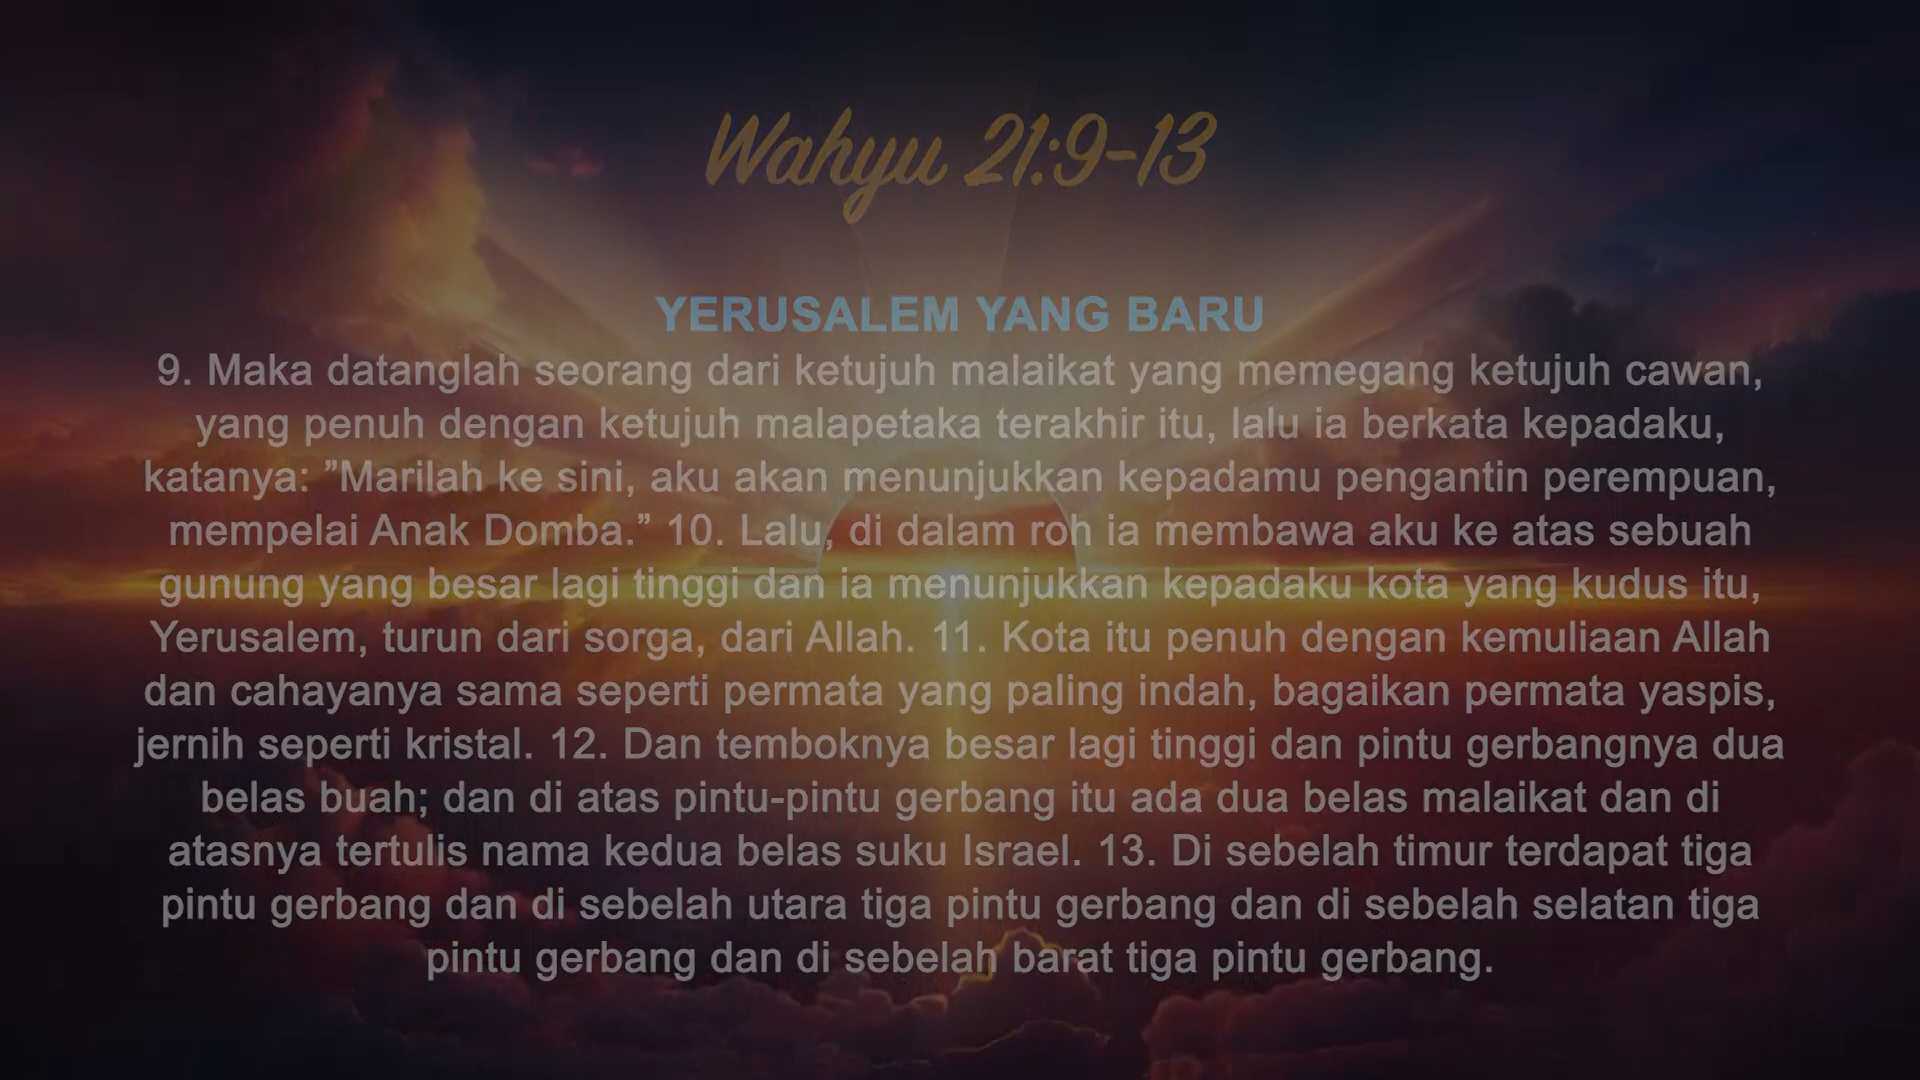 Wahyu 21:9-13
YERUSALEM YANG BARU
9. Maka datanglah seorang dari ketujuh malaikat yang memegang ketujuh cawan,
yang penuh dengan ketujuh malapetaka terakhir itu, lalu ia berkata kepadaku,
katanya: ”Marilah ke sini, aku akan menunjukkan kepadamu pengantin perempuan,
mempelai Anak Domba.” 10. Lalu, di dalam roh ia membawa aku ke atas sebuah
gunung yang besar lagi tinggi dan ia menunjukkan kepadaku kota yang kudus itu,
Yerusalem, turun dari sorga, dari Allah. 11. Kota itu penuh dengan kemuliaan Allah
dan cahayanya sama seperti permata yang paling indah, bagaikan permata yaspis,
jernih seperti kristal. 12. Dan temboknya besar lagi tinggi dan pintu gerbangnya dua
belas buah; dan di atas pintu-pintu gerbang itu ada dua belas malaikat dan di
atasnya tertulis nama kedua belas suku Israel. 13. Di sebelah timur terdapat tiga
pintu gerbang dan di sebelah utara tiga pintu gerbang dan di sebelah selatan tiga
pintu gerbang dan di sebelah barat tiga pintu gerbang.